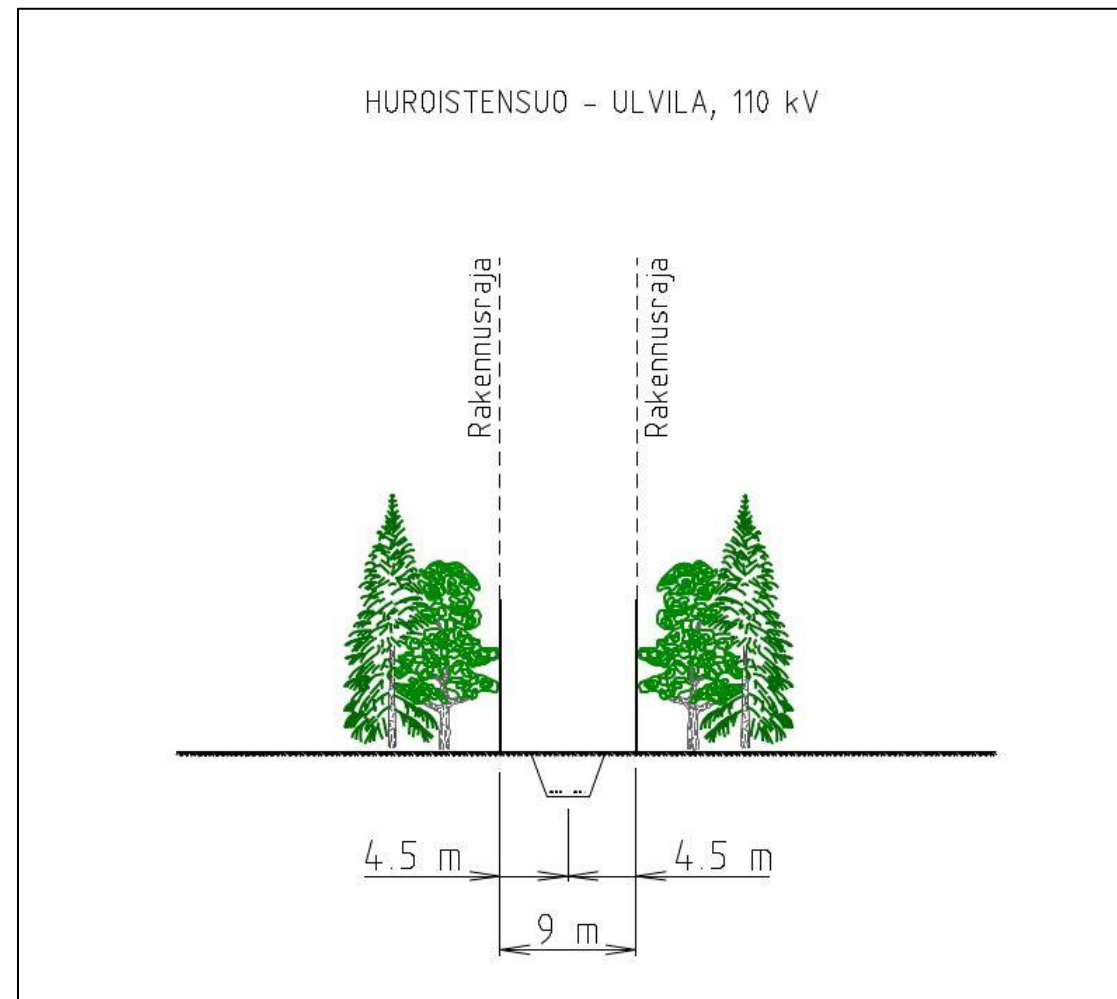 HUROISTENSUO - ULVILA, 110 kV
Rakennusraja
Rakennusraja
4.5 m
4.5 m
9 m